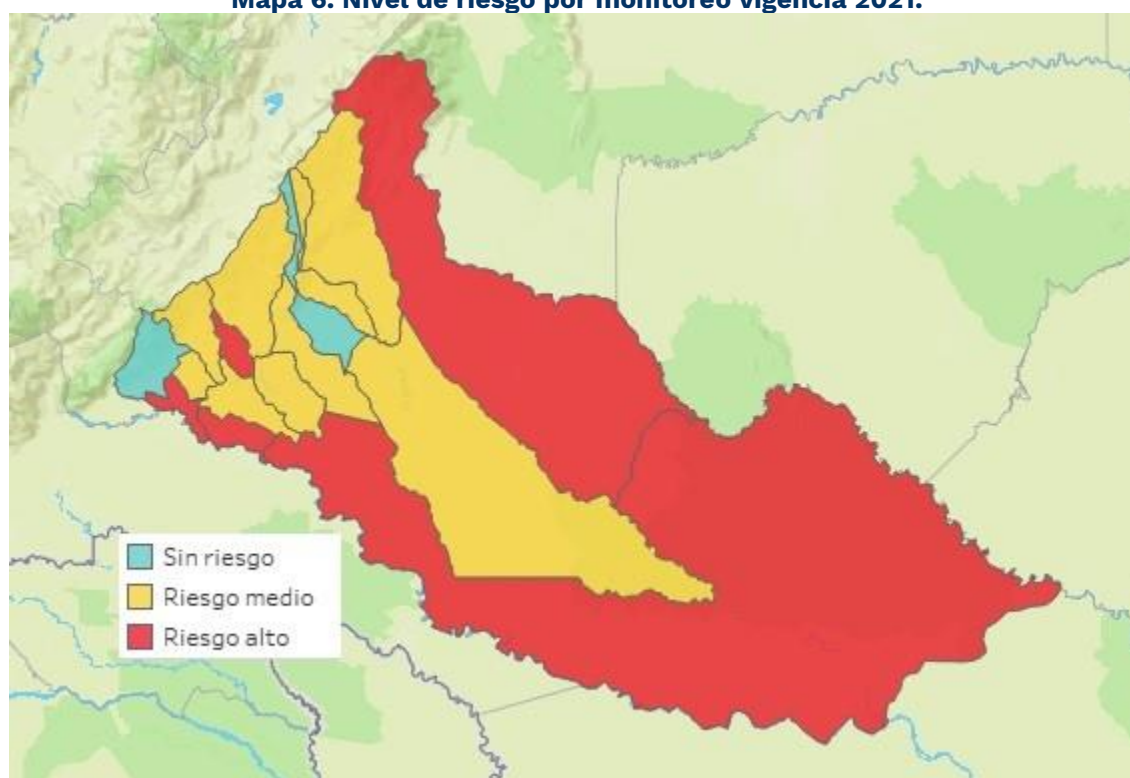 Mapa 6. Nivel de riesgo por monitoreo vigencia 2021.
Sin riesgo
Riesgo medio
Riesgo alto